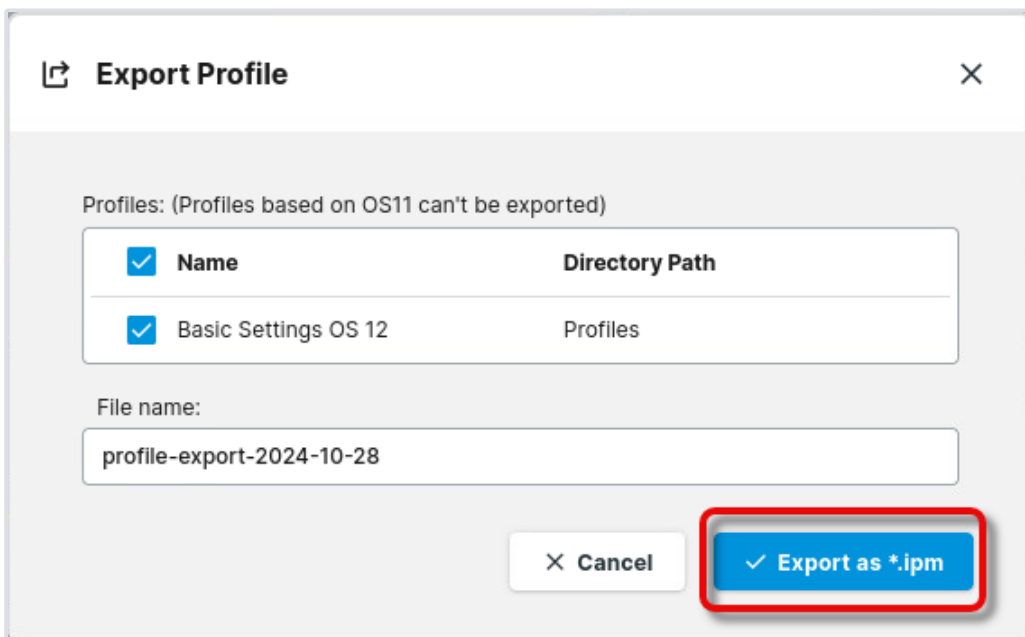 Export Profile
Profiles: (Profiles based on OS11 can't be exported)
Name Directory Path
Basic Settings OS 12 Profiles
File name:
profile-export-2024-10-28
Cancel Export as *.ipm